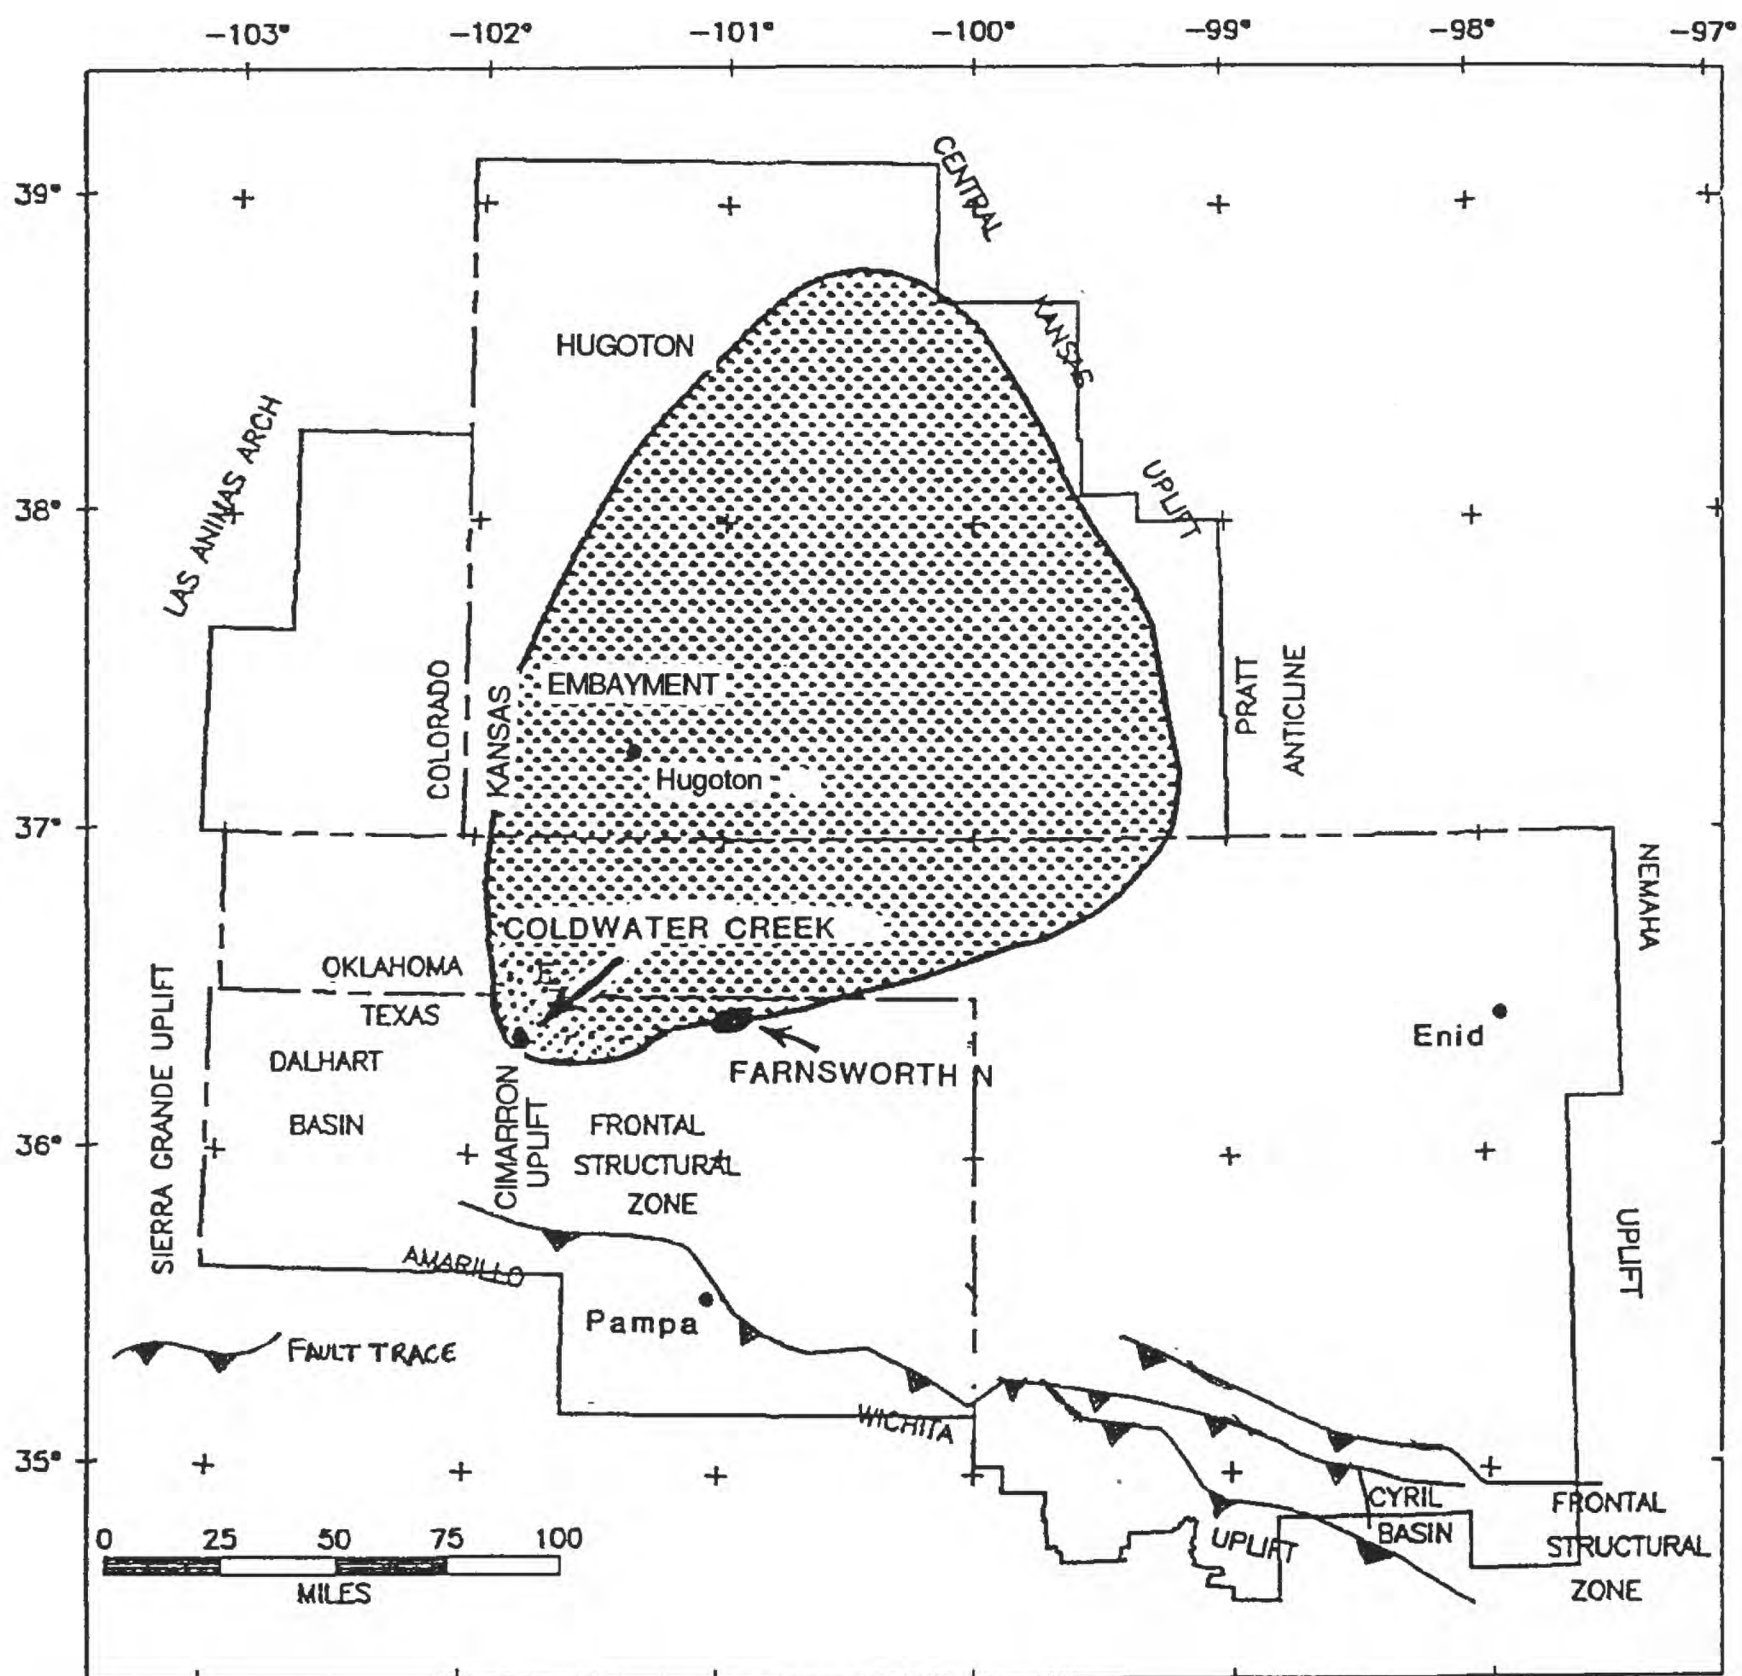 -103° -102° -101° -100° -99° -98° -97°
39°
38°
37°
36°
35°
CENTRAL
KANSAS
UPLIFT
HUGOTON
EMBAYMENT
LAS ANIMAS ARCH
COLORADO
KANSAS
Hugoton
PRATT
ANTICLINE
NEMAHA
UPLIFT
COLDWATER CREEK
OKLAHOMA
TEXAS
SIERRA GRANDE UPLIFT
DALHART
BASIN
FARNSWORTH N
Enid
CIMARRON
UPLIFT
FRONTAL
STRUCTURAL
ZONE
AMARILLO
Pampa
FAULT TRACE
WICHITA
UPLIFT
CYRIL
BASIN
FRONTAL
STRUCTURAL
ZONE
0 25 50 75 100
MILES